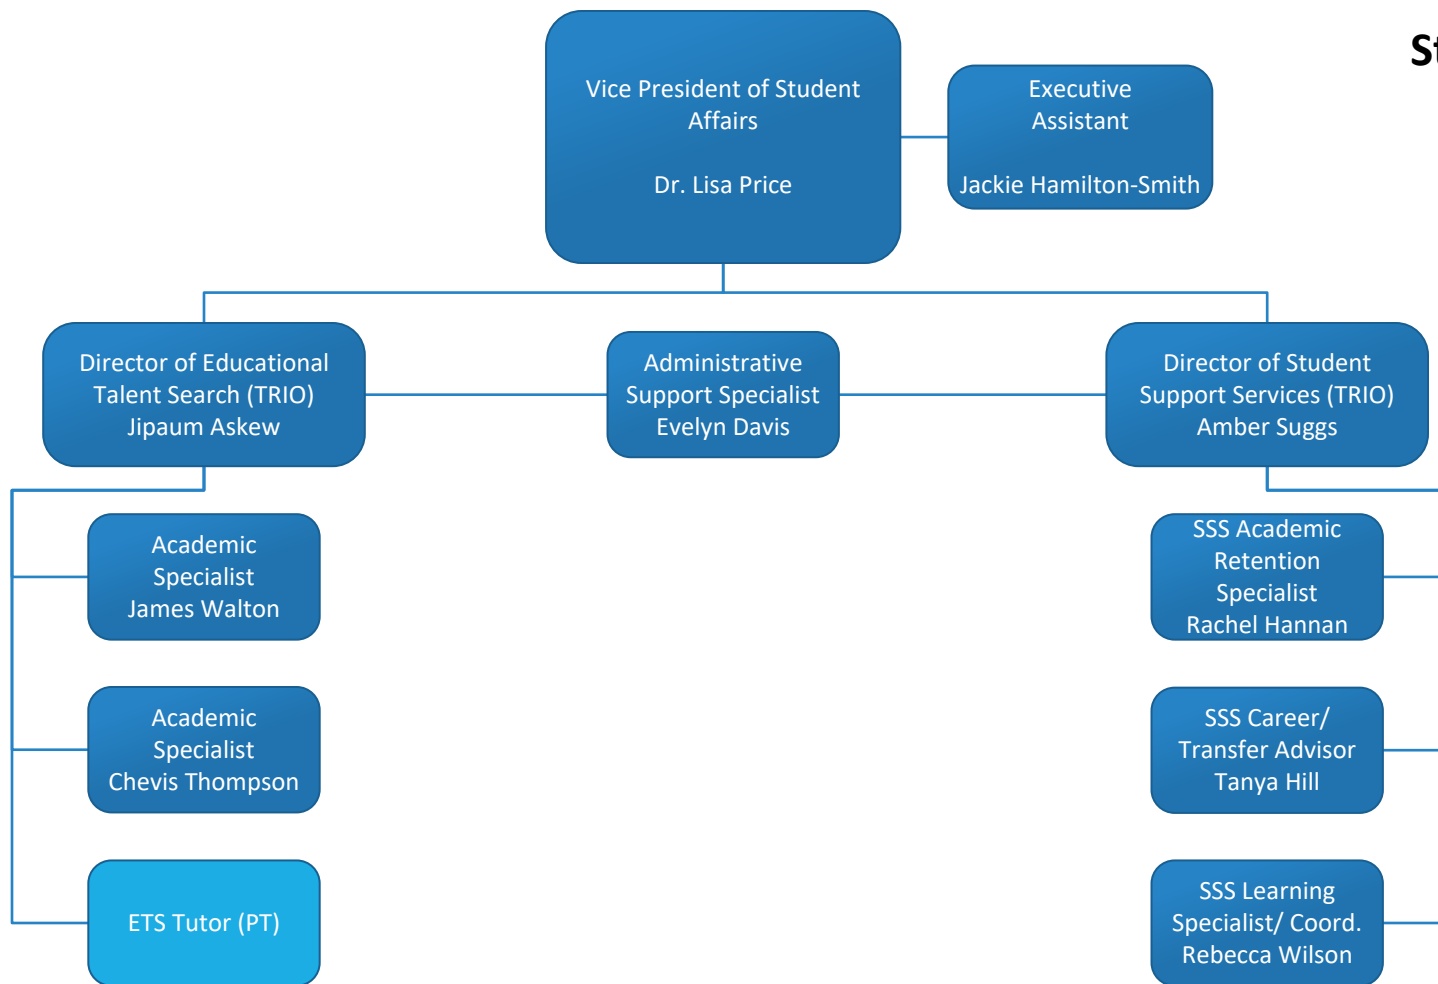 St
Vice President of Student
Affairs
Dr. Lisa Price
Executive
Assistant
Jackie Hamilton-Smith
Director of Educational
Talent Search (TRIO)
Jipaum Askew
Administrative
Support Specialist
Evelyn Davis
Director of Student
Support Services (TRIO)
Amber Suggs
Academic
Specialist
James Walton
SSS Academic
Retention
Specialist
Rachel Hannan
Academic
Specialist
Chevis Thompson
SSS Career/
Transfer Advisor
Tanya Hill
ETS Tutor (PT)
SSS Learning
Specialist/ Coord.
Rebecca Wilson